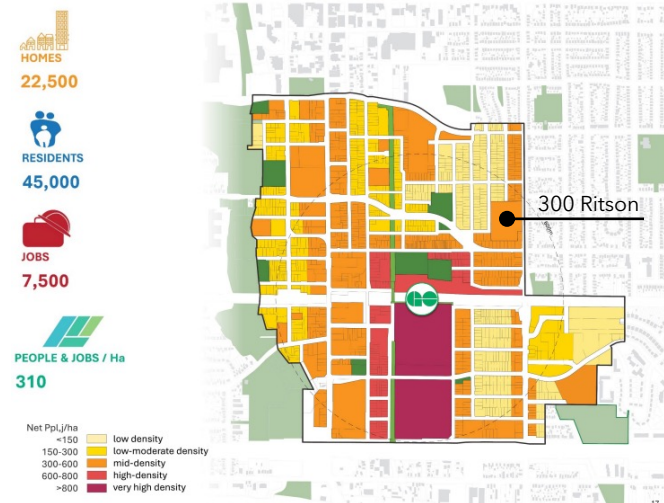 HOMES
22,500
RESIDENTS
45,000
JOBS
7,500
PEOPLE & JOBS / Ha
310
300 Ritson
GO
Net Ppl,j/ha
<150 low density
150-300 low-moderate density
300-600 mid-density
600-800 high-density
>800 very high density